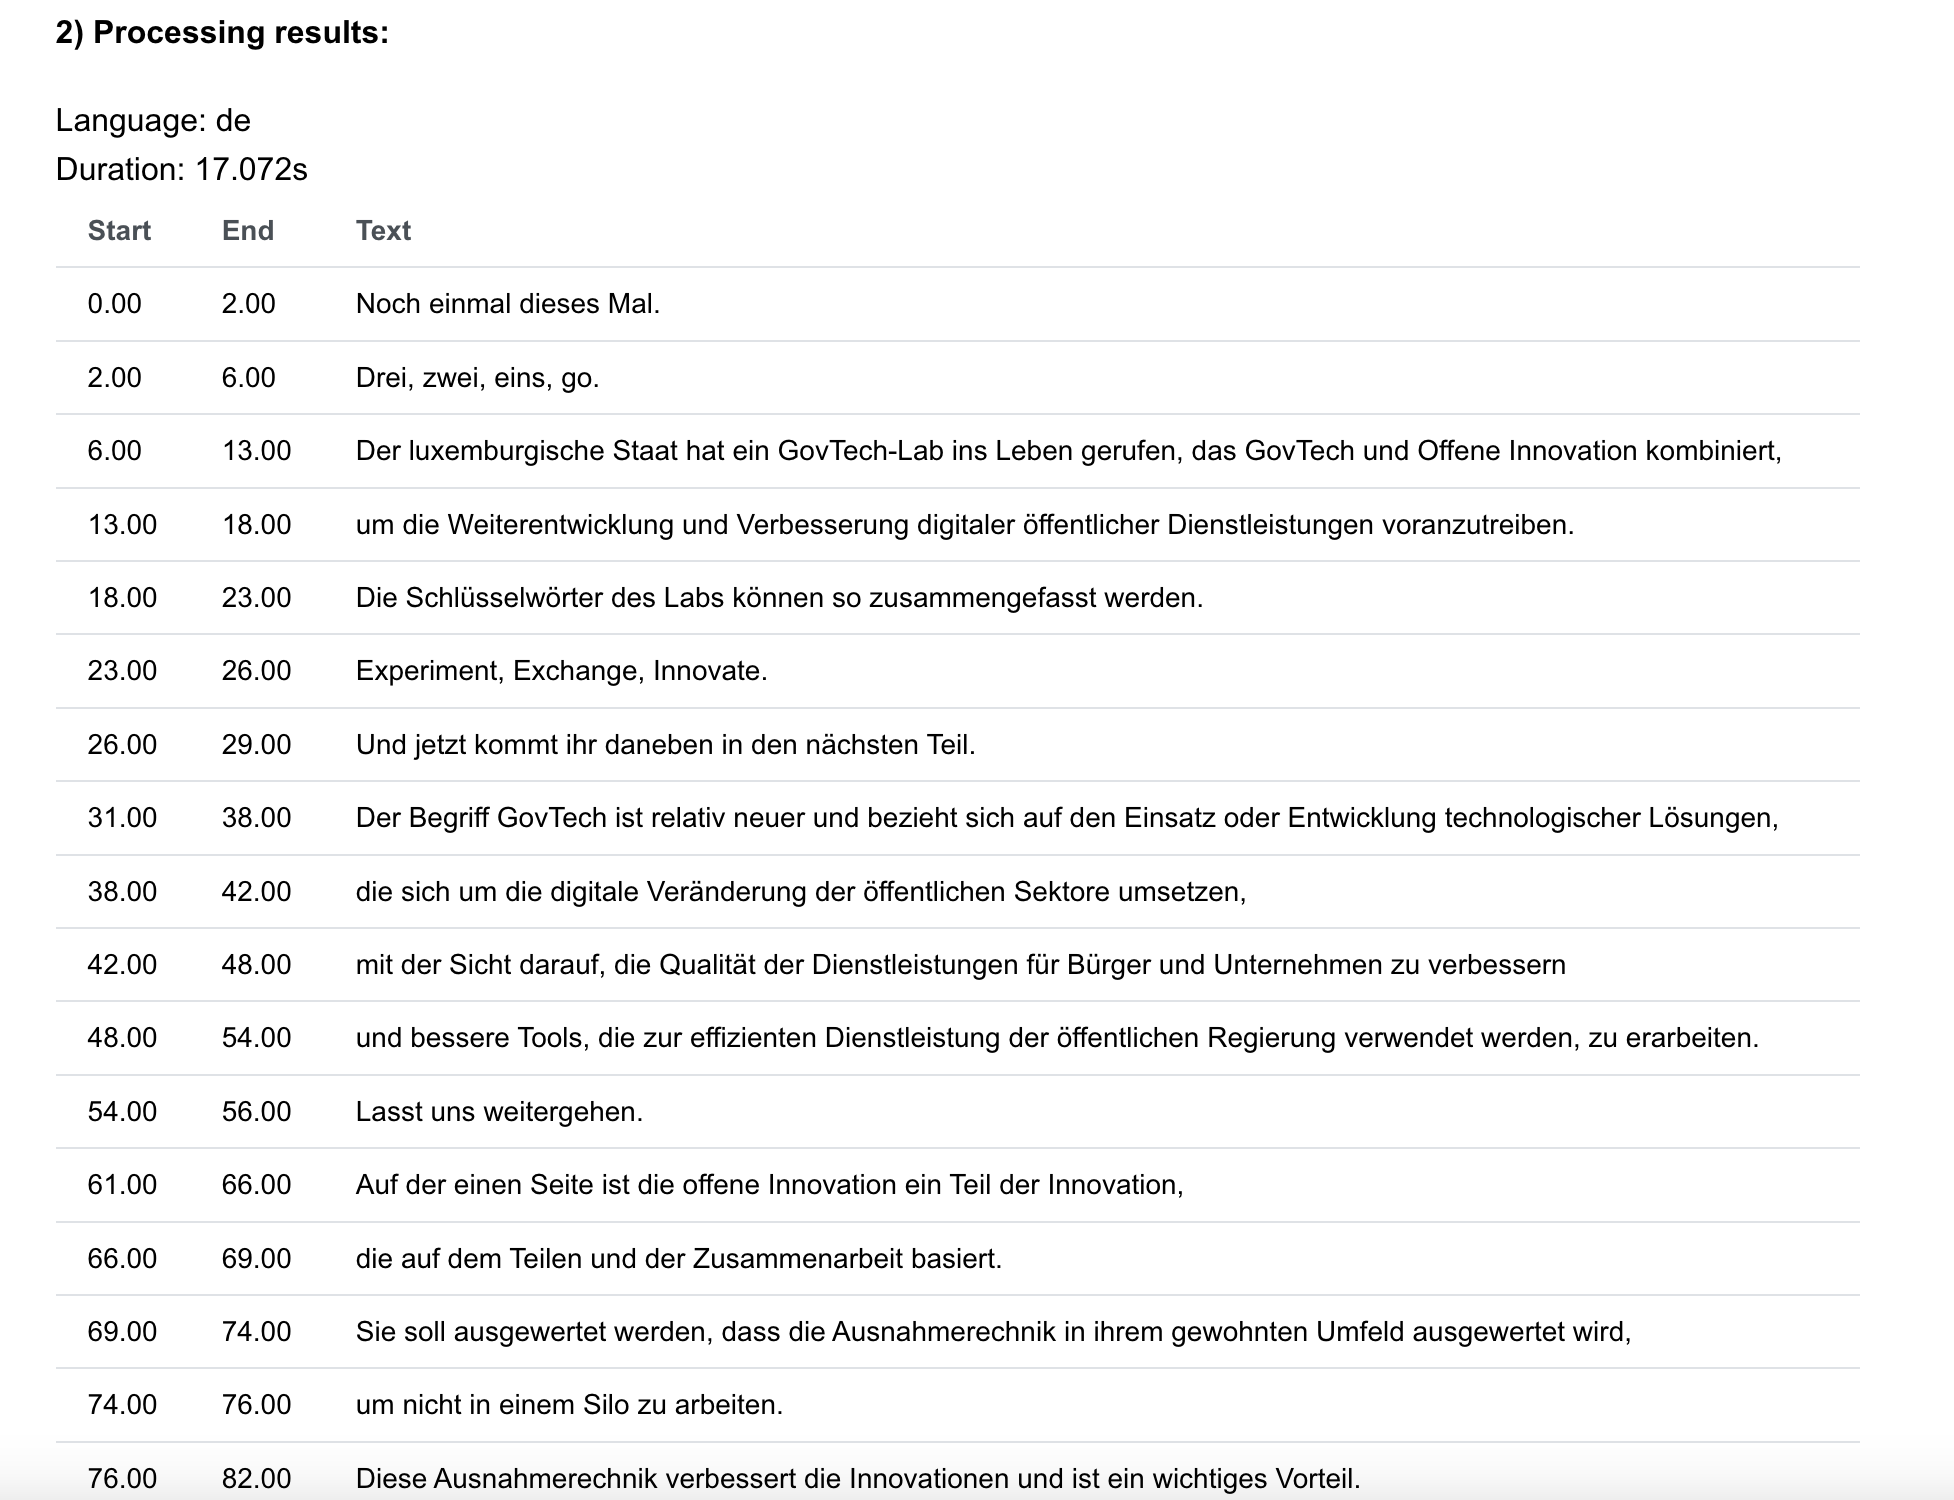 2) Processing results:
Language: de
Duration: 17.072s
Start End Text
0.00 2.00 Noch einmal dieses Mal.
2.00 6.00 Drei, zwei, eins, go.
6.00 13.00 Der luxemburgische Staat hat ein GovTech-Lab ins Leben gerufen, das GovTech und Offene Innovation kombiniert,
13.00 18.00 um die Weiterentwicklung und Verbesserung digitaler öffentlicher Dienstleistungen voranzutreiben.
18.00 23.00 Die Schlüsselwörter des Labs können so zusammengefasst werden.
23.00 26.00 Experiment, Exchange, Innovate.
26.00 29.00 Und jetzt kommt ihr daneben in den nächsten Teil.
31.00 38.00 Der Begriff GovTech ist relativ neuer und bezieht sich auf den Einsatz oder Entwicklung technologischer Lösungen,
38.00 42.00 die sich um die digitale Veränderung der öffentlichen Sektore umsetzen,
42.00 48.00 mit der Sicht darauf, die Qualität der Dienstleistungen für Bürger und Unternehmen zu verbessern
48.00 54.00 und bessere Tools, die zur effizienten Dienstleistung der öffentlichen Regierung verwendet werden, zu erarbeiten.
54.00 56.00 Lasst uns weitergehen.
61.00 66.00 Auf der einen Seite ist die offene Innovation ein Teil der Innovation,
66.00 69.00 die auf dem Teilen und der Zusammenarbeit basiert.
69.00 74.00 Sie soll ausgewertet werden, dass die Ausnahmerechnik in ihrem gewohnten Umfeld ausgewertet wird,
74.00 76.00 um nicht in einem Silo zu arbeiten.
76.00 82.00 Diese Ausnahmerechnik verbessert die Innovationen und ist ein wichtiges Vorteil.